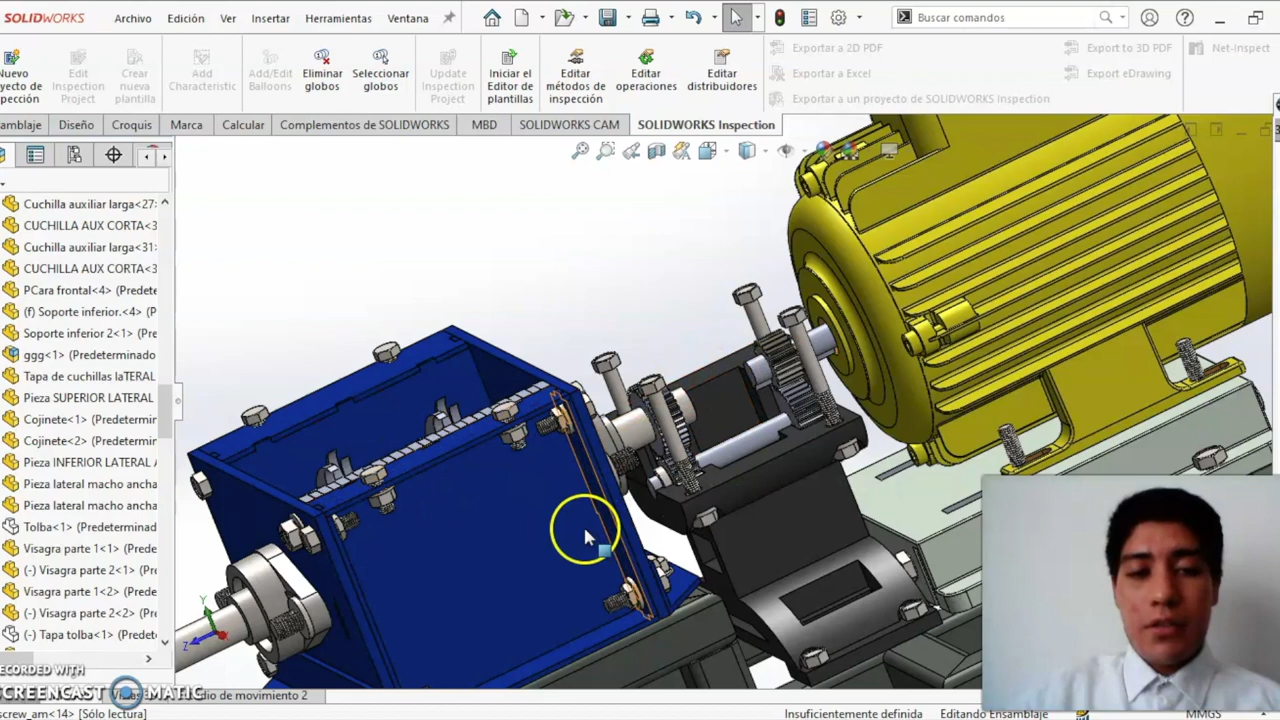 SOLIDWORKS Archivo Edición Ver Insertar Herramientas Ventana Buscar comandos
Nuevo
Edit Inspection Project
Crear nueva plantilla
Add Characteristic
Add/Edit Balloons
Eliminar globos
Seleccionar globos
Update Inspection Project
Iniciar el Editor de plantillas
Editar métodos de inspección
Editar operaciones
Editar distribuidores
Exportar a 2D PDF
Exportar a Excel
Exportar a un proyecto de SOLIDWORKS Inspection
Export to 3D PDF
Export eDrawing
Net-Inspect
yecto de
spección
amblaje Diseño Croquis Marca Calcular Complementos de SOLIDWORKS MBD SOLIDWORKS CAM SOLIDWORKS Inspection
Cuchilla auxiliar larga<27>
CUCHILLA AUX CORTA<3
Cuchilla auxiliar larga<31>
CUCHILLA AUX CORTA<3
PCara frontal<4> (Predete
(f) Soporte inferior.<4> (
Soporte inferior 2<1> (Pre
ggg<1> (Predeterminado
Tapa de cuchillas laTERAL
Pieza SUPERIOR LATERAL
Cojinete<1> (Predetermin
Cojinete<2> (Predetermin
Pieza INFERIOR LATERAL A
Pieza lateral macho ancha
Pieza lateral macho ancha
Tolba<1> (Predeterminad
Visagra parte 1<1> (Prede
(-) Visagra parte 2<1> (Pre
Visagra parte 1<2> (Prede
(-) Visagra parte 2<2> (Pre
(-) Tapa tolba<1> (Predete
Y
Z
RECORDED WITH
SCREENCAST MATIC
dio de movimiento 2
screw_am<14> [Sólo lectura] Insuficientemente definida Editando Ensamblaje MMGS